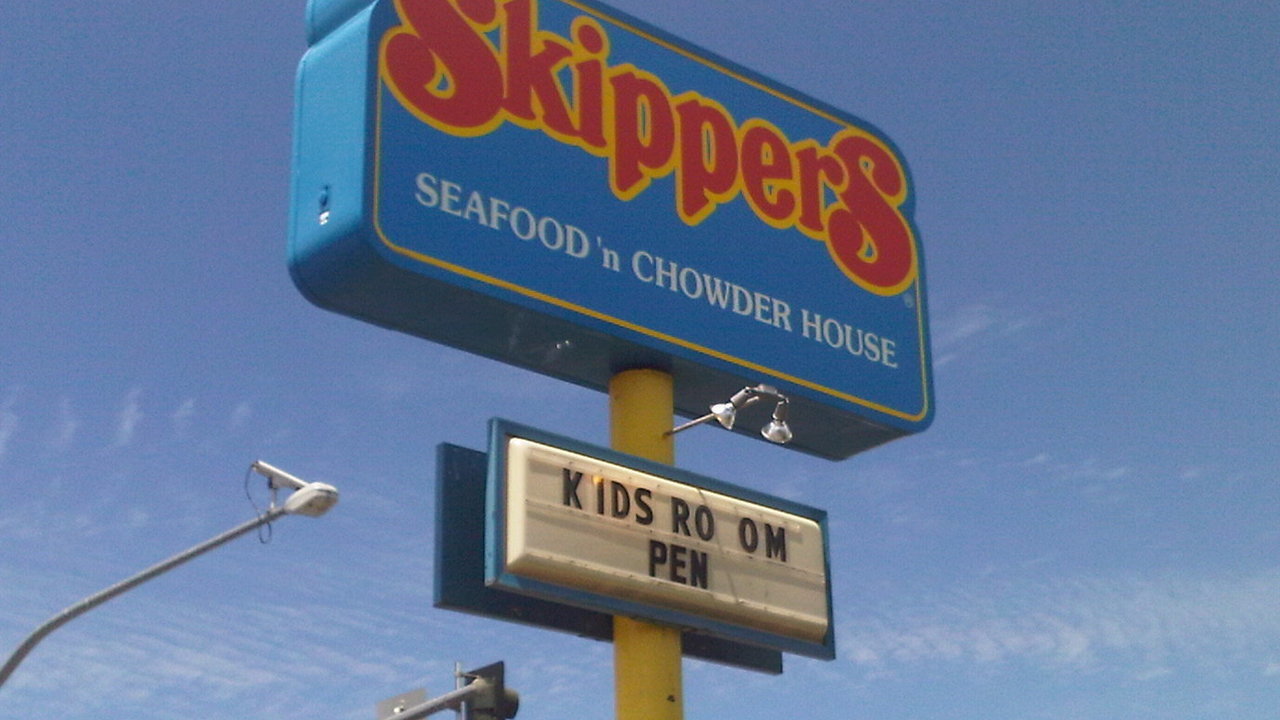 Skippers
SEAFOOD 'n CHOWDER HOUSE
KIDS RO OM
PEN